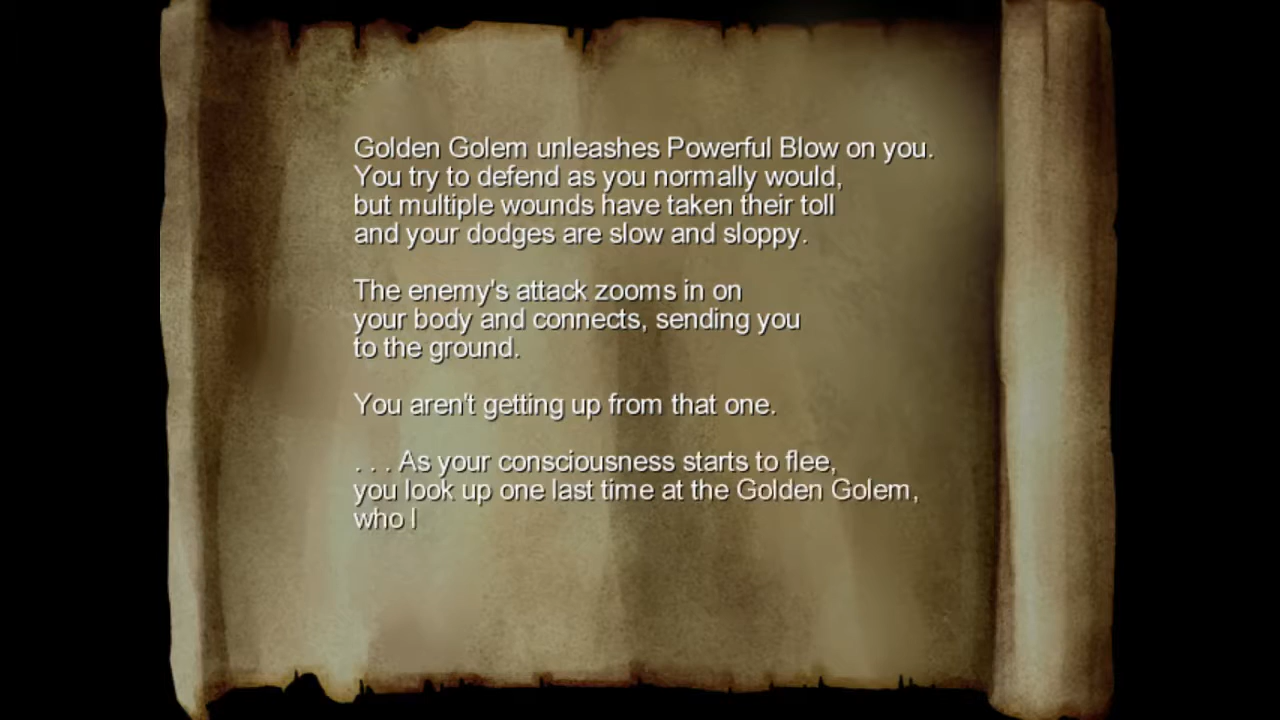 Golden Golem unleashes Powerful Blow on you.
You try to defend as you normally would,
but multiple wounds have taken their toll
and your dodges are slow and sloppy.
The enemy's attack zooms in on
your body and connects, sending you
to the ground.
You aren't getting up from that one.
. . . As your consciousness starts to flee,
you look up one last time at the Golden Golem,
who l